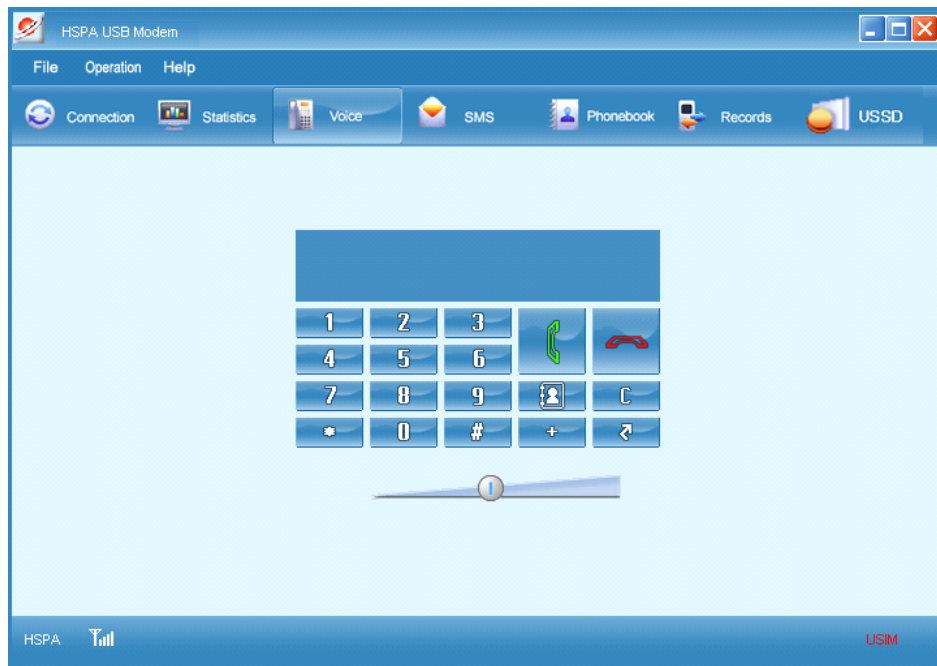 HSPA USB Modem
File Operation Help
Connection Statistics Voice SMS Phonebook Records USSD
1 2 3
4 5 6
7 8 9 C
* 0 # +
HSPA USIM